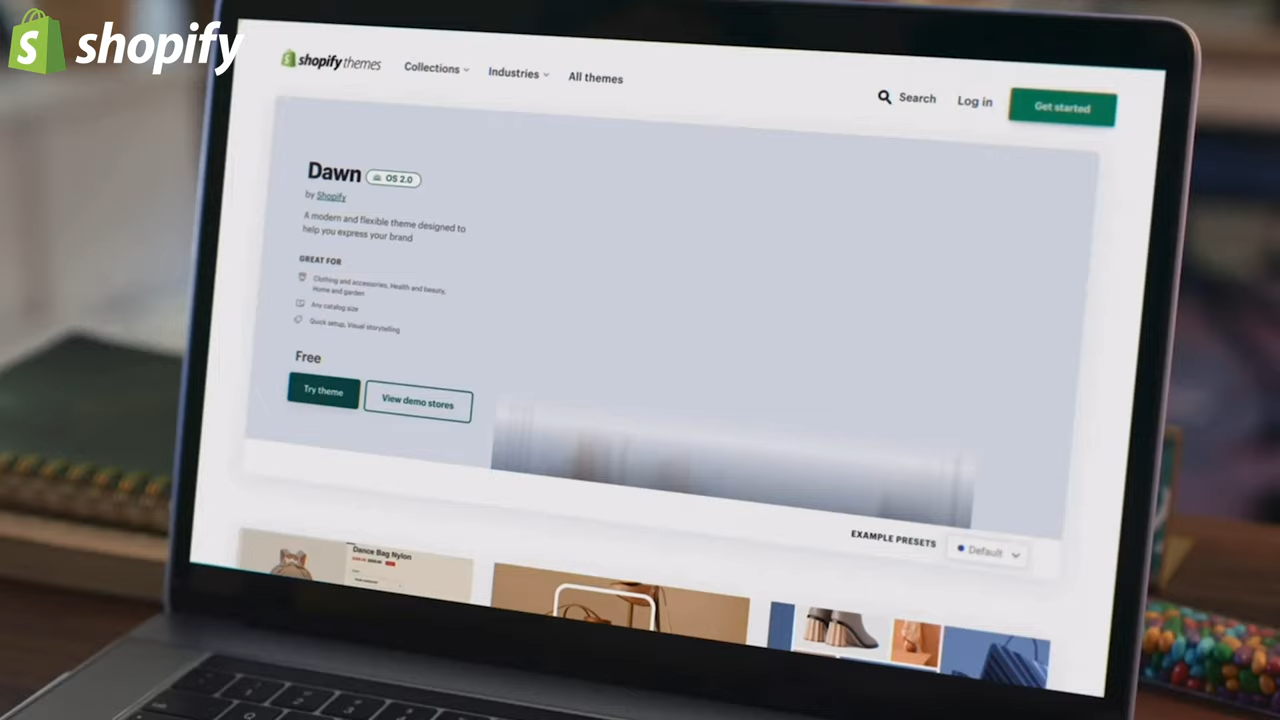 shopify
shopify themes
Collections
Industries
All themes
Search
Log in
Get started
Dawn
OS 2.0
by Shopify
A modern and flexible theme designed to
help you express your brand
GREAT FOR
Clothing and accessories, Health and beauty,
Home and garden
Any catalog size
Quick setup, Visual storytelling
Free
Try theme
View demo stores
EXAMPLE PRESETS
Default
Dance Bag Nylon